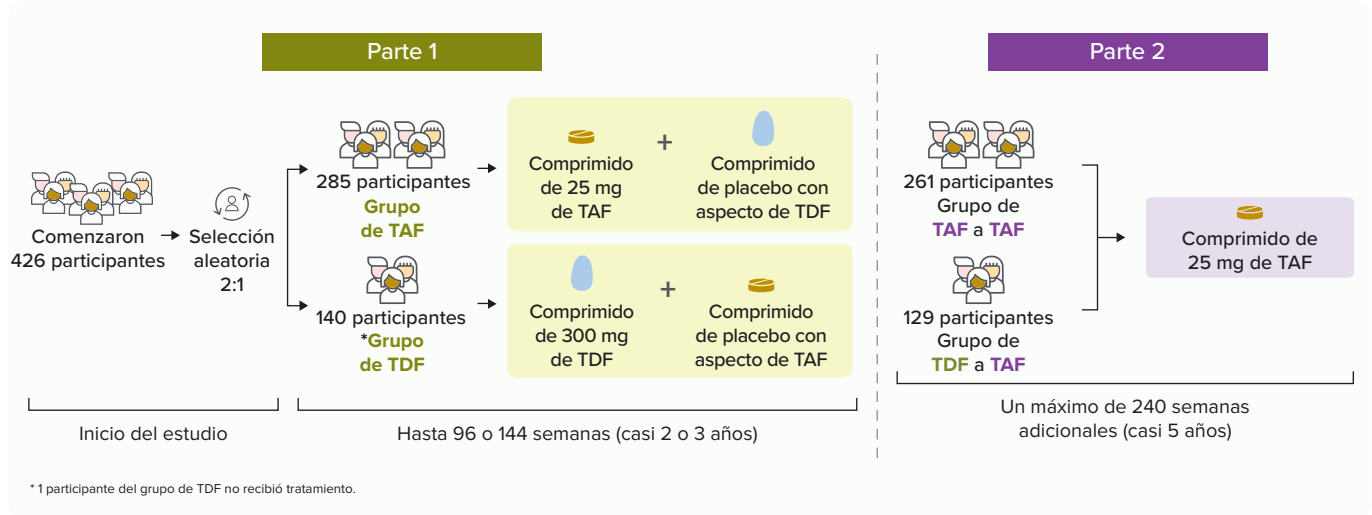 Parte 1
Parte 2
Comenzaron
426 participantes
Selección
aleatoria
2:1
285 participantes
Grupo
de TAF
Comprimido
de 25 mg
de TAF
+
Comprimido
de placebo con
aspecto de TDF
140 participantes
*Grupo
de TDF
Comprimido
de 300 mg
de TDF
+
Comprimido
de placebo con
aspecto de TAF
261 participantes
Grupo de
TAF a TAF
129 participantes
Grupo de
TDF a TAF
Comprimido de
25 mg de TAF
Inicio del estudio
Hasta 96 o 144 semanas (casi 2 o 3 años)
Un máximo de 240 semanas
adicionales (casi 5 años)
* 1 participante del grupo de TDF no recibió tratamiento.